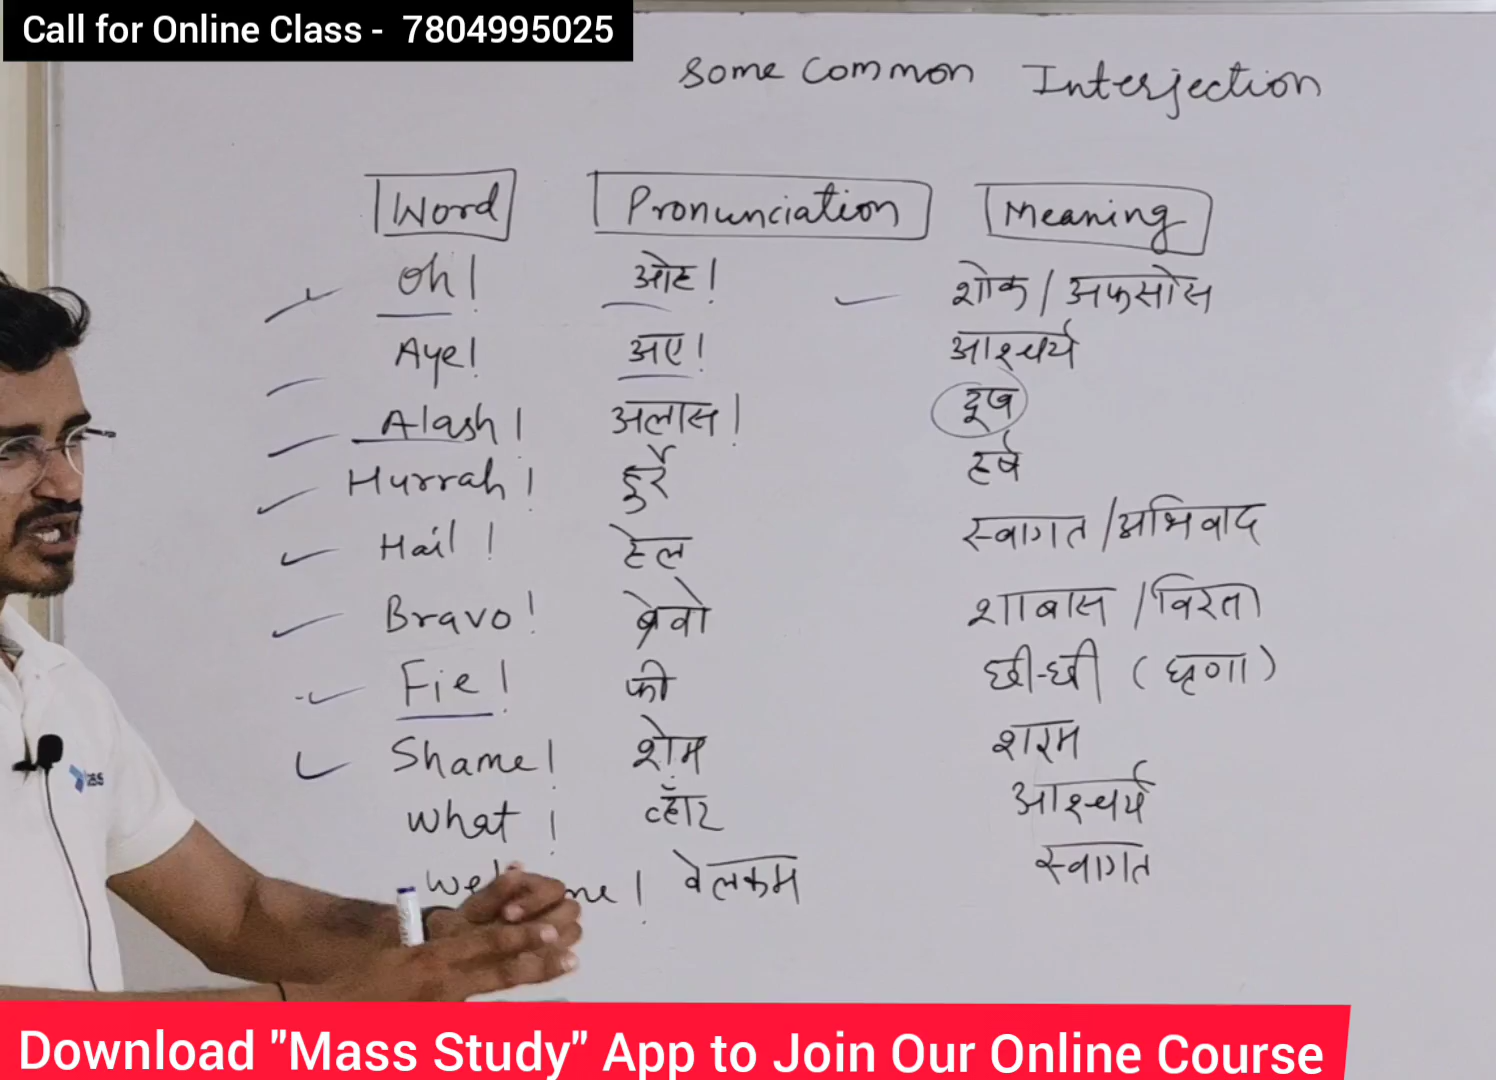 Call for Online Class - 7804995025
Some Common Interjection
Word Pronunciation Meaning
Oh! ओह! शोक / अफसोस
Aye! अए! आश्चर्य
Alash! अलास! दुख
Hurrah! हुर्रे हर्ष
Hail! हेल स्वागत / अभिवाद
Bravo! ब्रेवो शाबास / विरता
Fie! फी छी-छी (घृणा)
Shame! शेम शरम
What! व्हॉट आश्चर्य
वेलकम स्वागत
Download "Mass Study" App to Join Our Online Course